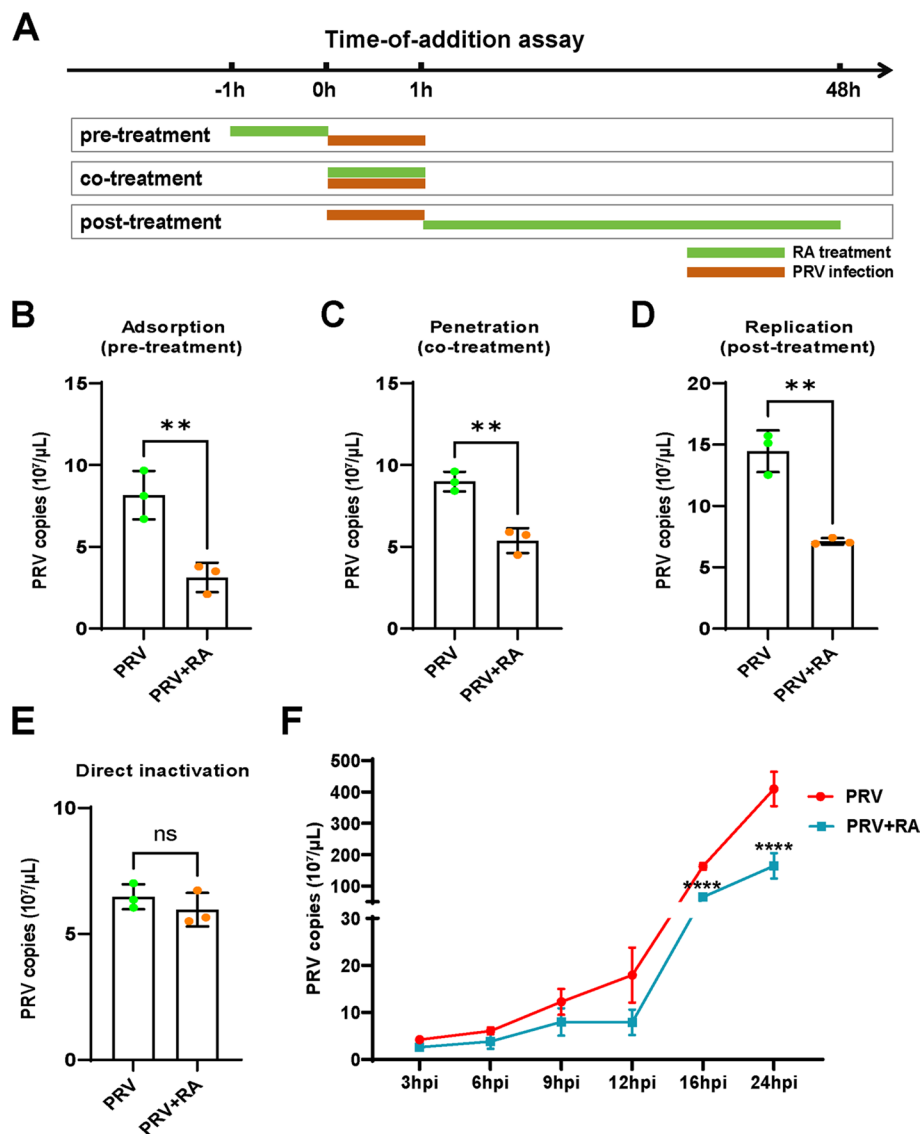 A
Time-of-addition assay
-1h 0h 1h 48h
pre-treatment
co-treatment
post-treatment
RA treatment
PRV infection
B
Adsorption
(pre-treatment)
PRV copies (10⁷/μL)
15
10
5
0
**
PRV
PRV+RA
C
Penetration
(co-treatment)
PRV copies (10⁷/μL)
15
10
5
0
**
PRV
PRV+RA
D
Replication
(post-treatment)
PRV copies (10⁷/μL)
20
15
10
5
0
**
PRV
PRV+RA
E
Direct inactivation
PRV copies (10⁷/μL)
10
5
0
ns
PRV
PRV+RA
F
PRV copies (10⁷/μL)
500
400
300
200
100
30
20
10
0
****
****
PRV
PRV+RA
3hpi 6hpi 9hpi 12hpi 16hpi 24hpi